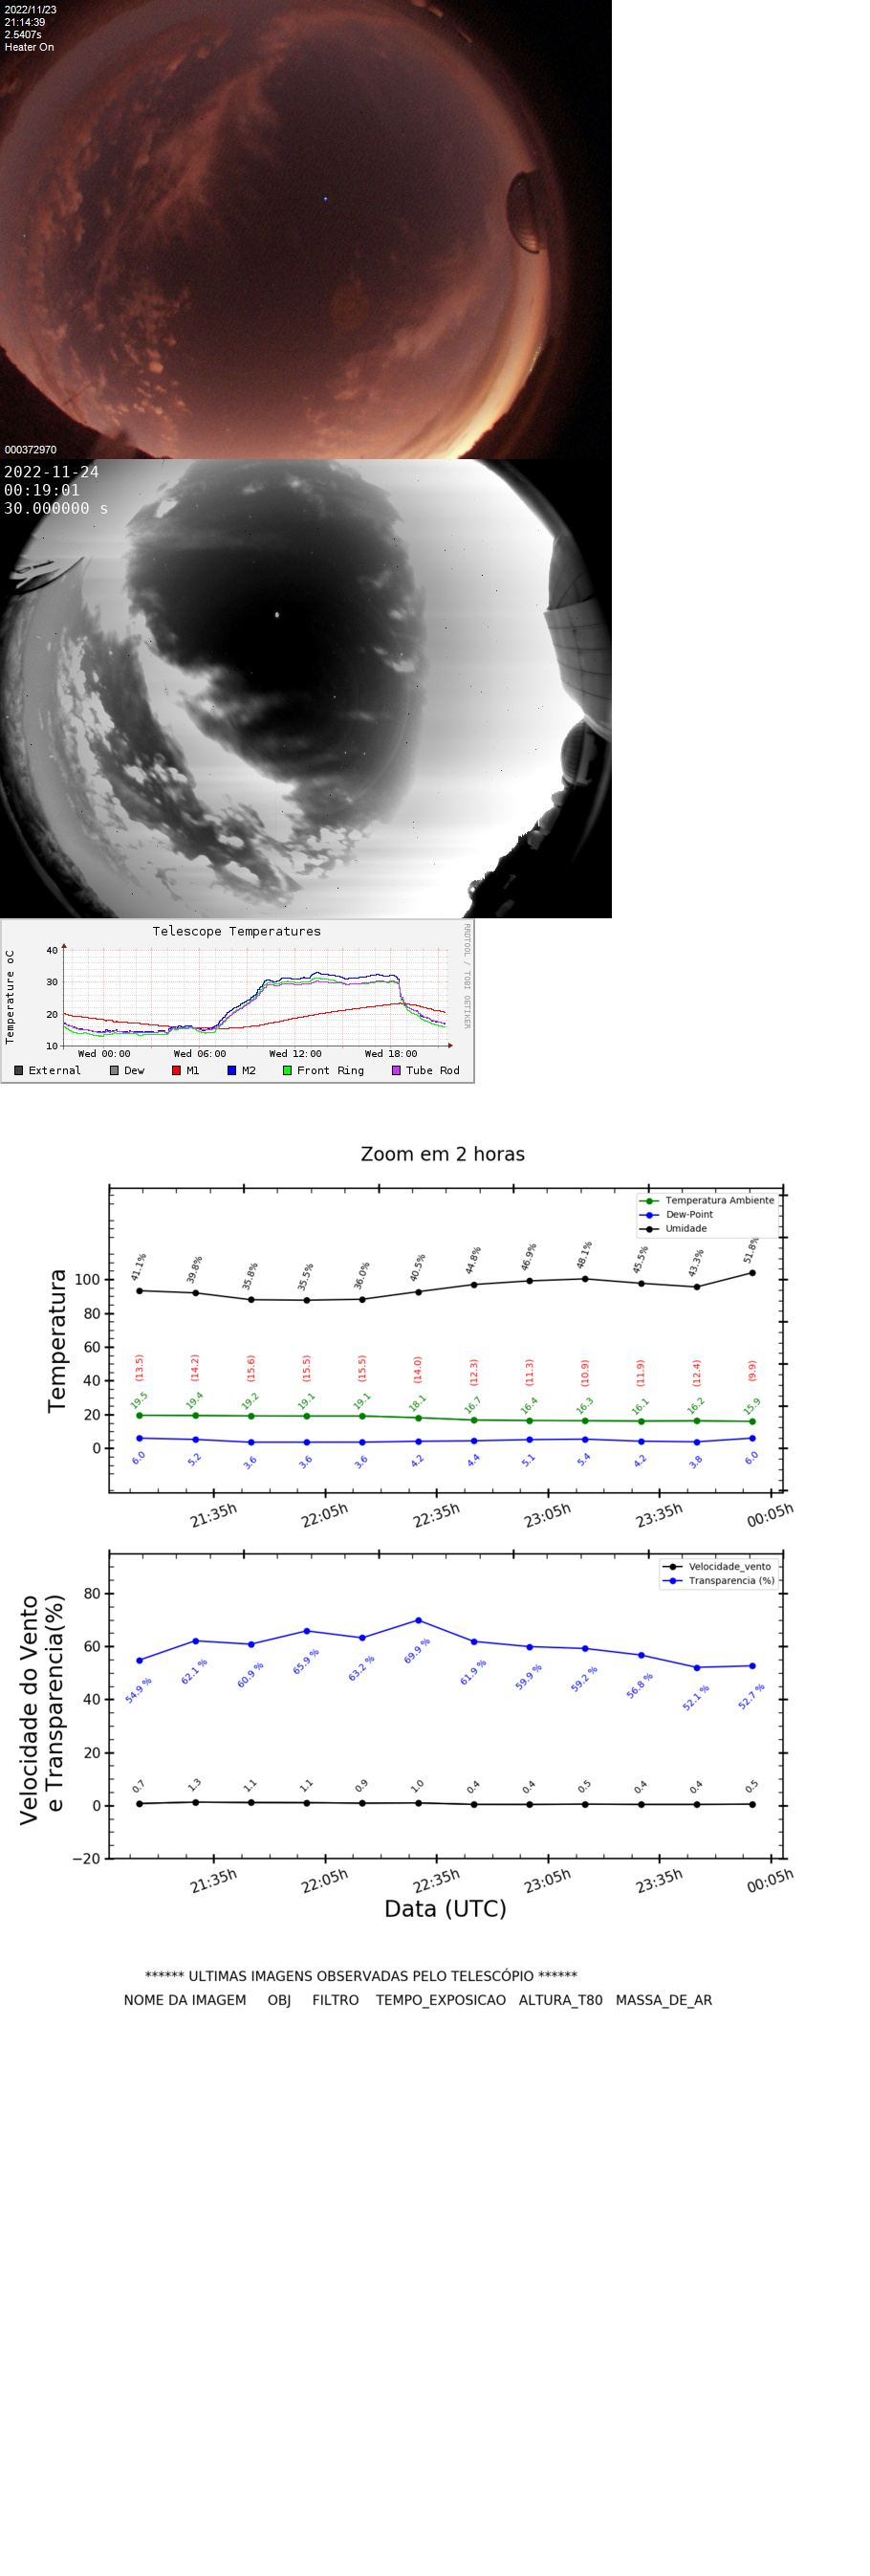 2022/11/23
21:14:39
2.5407s
Heater On
000372970
2022-11-24
00:19:01
30.000000 s
Telescope Temperatures
RRDTOOL / TOBI OETIKER
Temperature oC
40
30
20
10
Wed 00:00 Wed 06:00 Wed 12:00 Wed 18:00
External Dew M1 M2 Front Ring Tube Rod
Zoom em 2 horas
Temperatura Ambiente
Dew-Point
Umidade
Temperatura
100
80
60
40
20
0
41.1% 39.8% 35.8% 35.5% 36.0% 40.5% 44.8% 46.9% 48.1% 45.5% 43.3% 51.8%
(13.5) (14.2) (15.6) (15.5) (15.5) (14.0) (12.3) (11.3) (10.9) (11.9) (12.4) (9.9)
19.5 19.4 19.2 19.1 19.1 18.1 16.7 16.4 16.3 16.1 16.2 15.9
6.0 5.2 3.6 3.6 3.6 4.2 4.4 5.1 5.4 4.2 3.8 6.0
21:35h 22:05h 22:35h 23:05h 23:35h 00:05h
Velocidade_vento
Transparencia (%)
Velocidade do Vento
e Transparencia(%)
80
60
40
20
0
−20
54.9 % 62.1 % 60.9 % 65.9 % 63.2 % 69.9 % 61.9 % 59.9 % 59.2 % 56.8 % 52.1 % 52.7 %
0.7 1.3 1.1 1.1 0.9 1.0 0.4 0.4 0.5 0.4 0.4 0.5
21:35h 22:05h 22:35h 23:05h 23:35h 00:05h
Data (UTC)
****** ULTIMAS IMAGENS OBSERVADAS PELO TELESCÓPIO ******
NOME DA IMAGEM OBJ FILTRO TEMPO_EXPOSICAO ALTURA_T80 MASSA_DE_AR